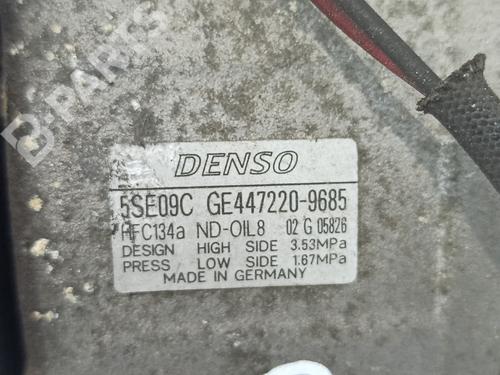 B-PARTS
DENSO
5SE09C GE447220-9685
HFC134a ND-OIL8 02 G 05826
DESIGN HIGH SIDE 3.53MPa
PRESS LOW SIDE 1.67MPa
MADE IN GERMANY